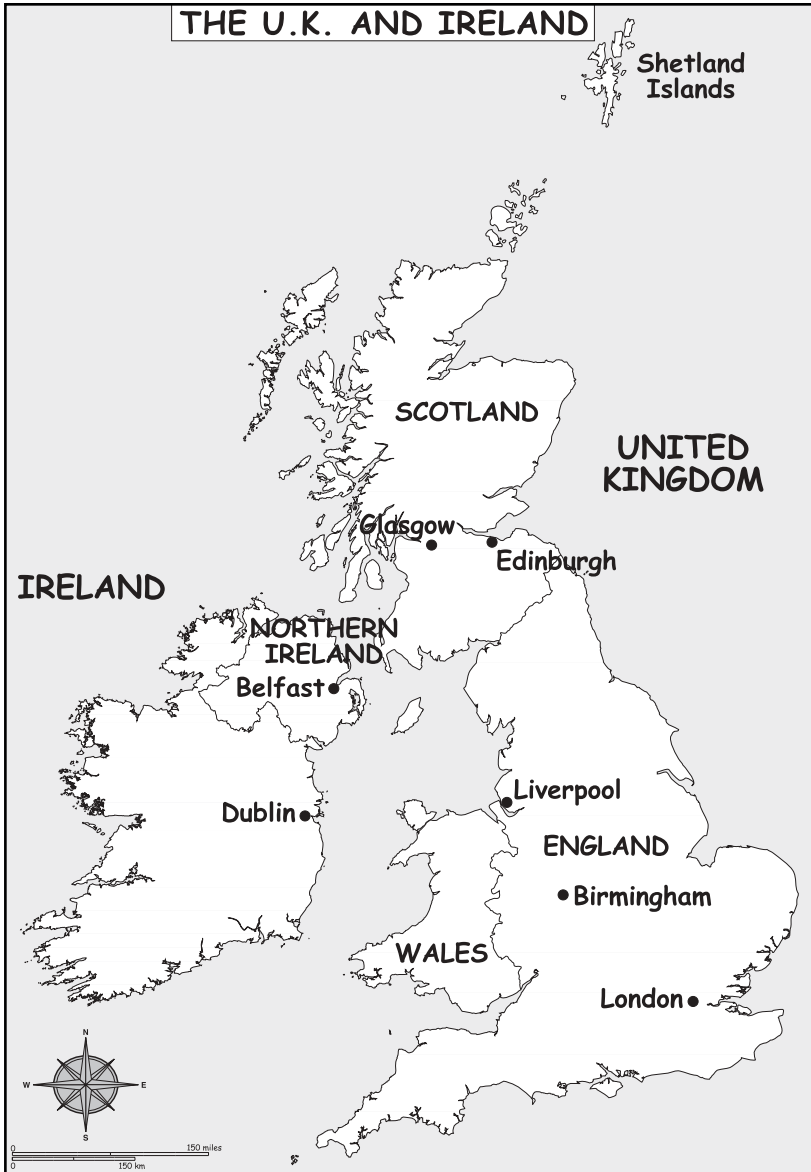 THE U.K. AND IRELAND
Shetland
Islands
SCOTLAND
UNITED
KINGDOM
Glasgow
Edinburgh
IRELAND
NORTHERN
IRELAND
Belfast
Liverpool
Dublin
ENGLAND
Birmingham
WALES
London
N
W
E
S
0
150 miles
0
150 km